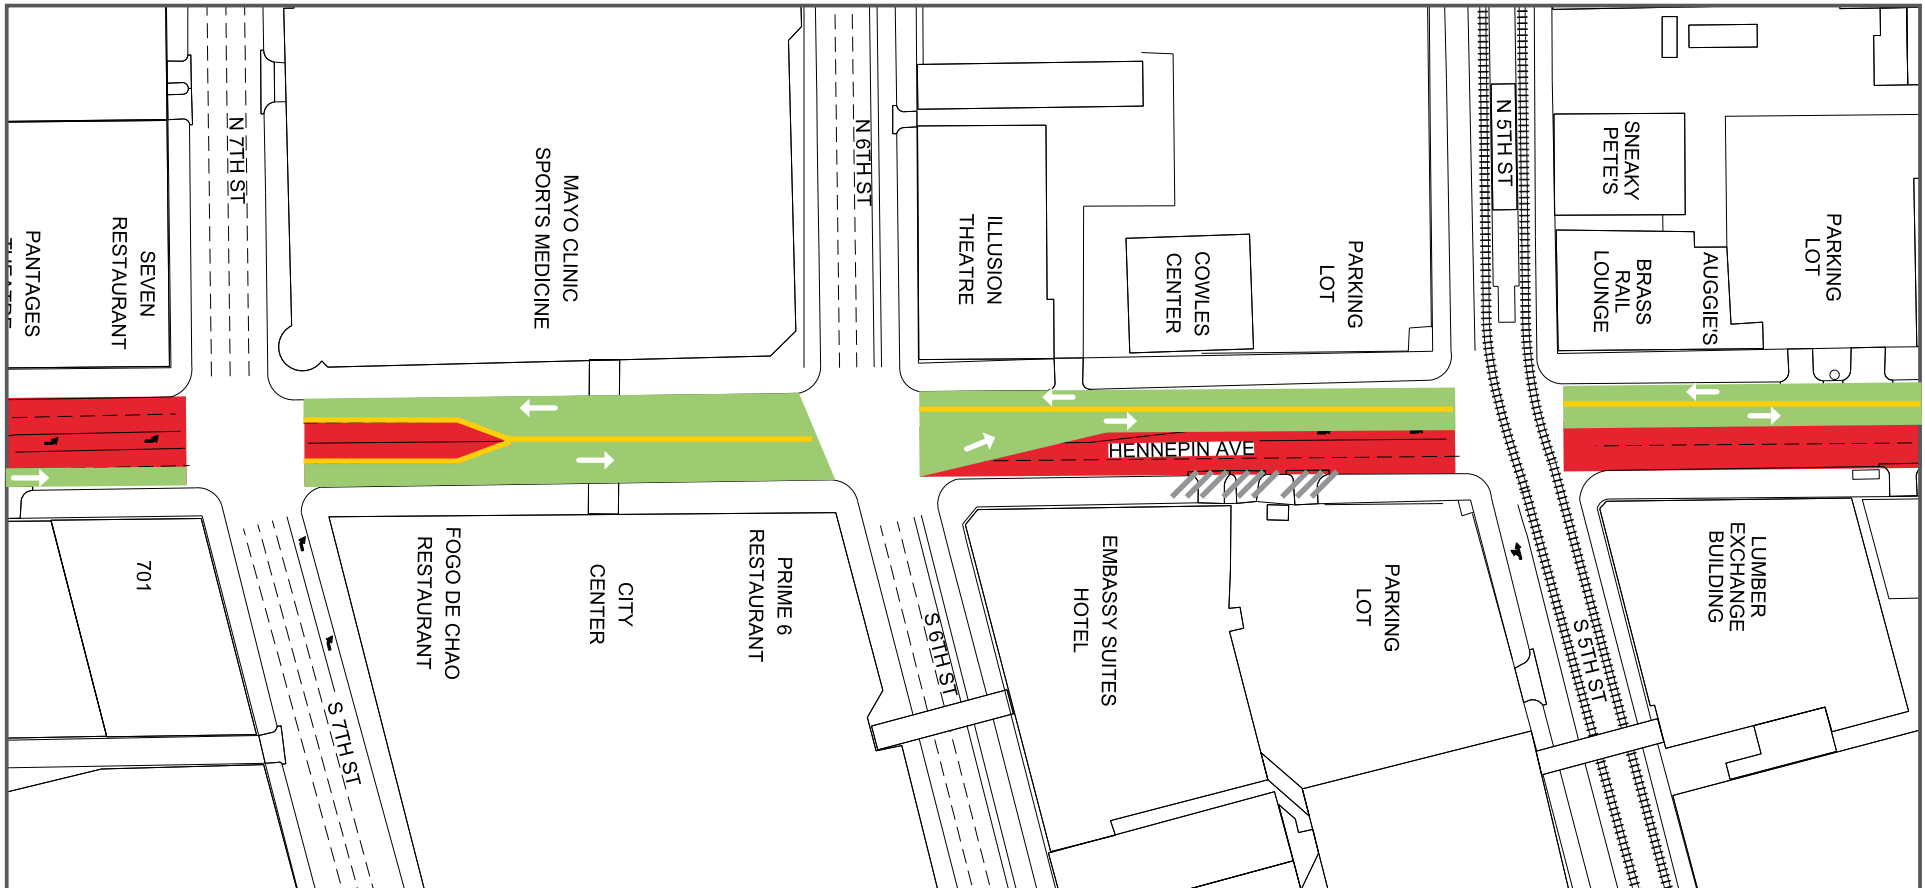 N 7TH ST
N 6TH ST
N 5TH ST
MAYO CLINIC
SPORTS MEDICINE
PANTAGES
SEVEN
RESTAURANT
ILLUSION
THEATRE
COWLES
CENTER
PARKING
LOT
SNEAKY
PETE'S
BRASS
RAIL
LOUNGE
AUGGIE'S
PARKING
LOT
HENNEPIN AVE
701
S 7TH ST
FOGO DE CHAO
RESTAURANT
CITY
CENTER
PRIME 6
RESTAURANT
S 6TH ST
EMBASSY SUITES
HOTEL
PARKING
LOT
S 5TH ST
LUMBER
EXCHANGE
BUILDING